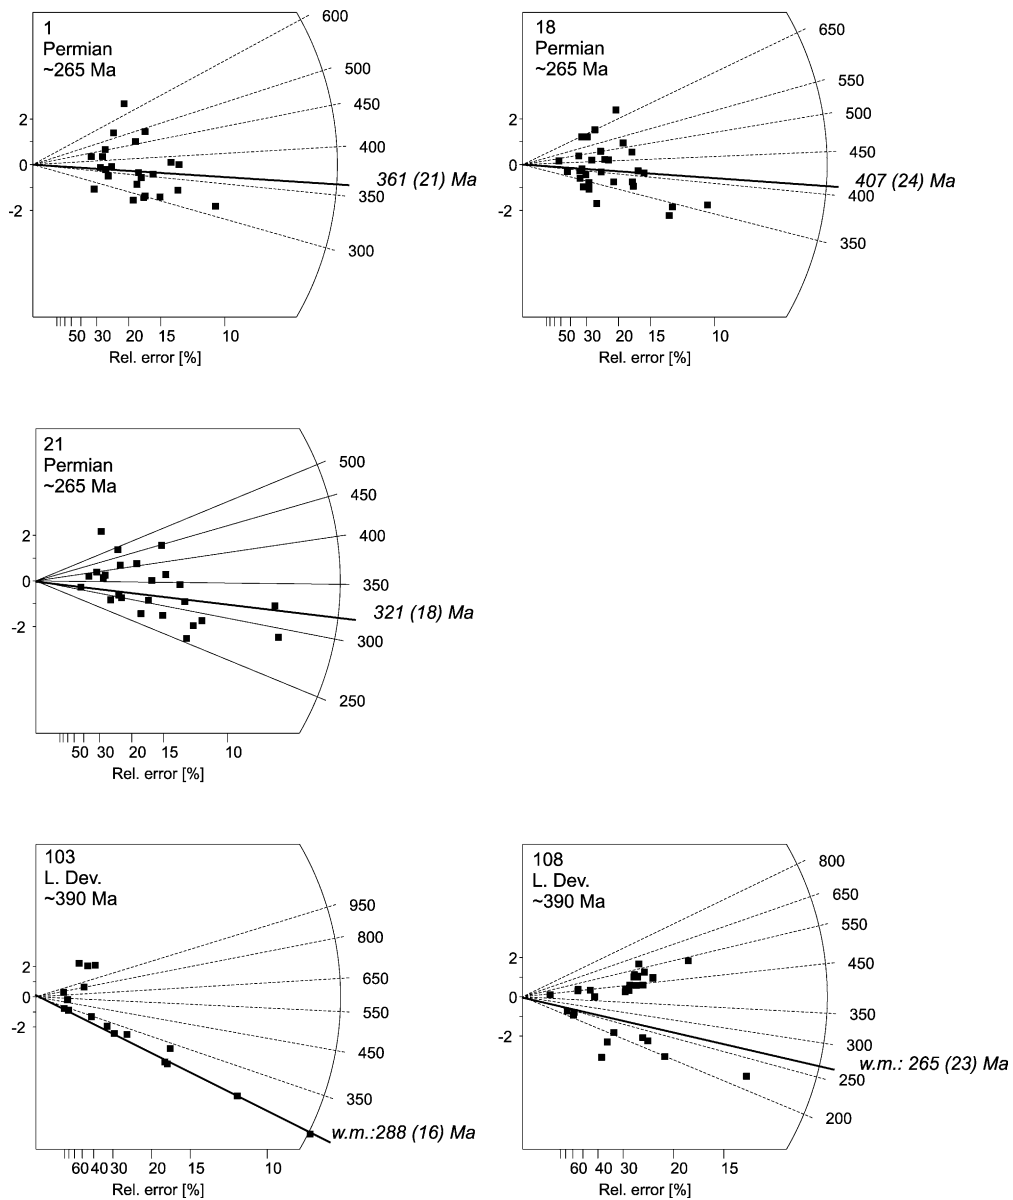 1
Permian
~265 Ma
600
500
450
400
361 (21) Ma
350
300
2
0
-2
50 30 20 15 10
Rel. error [%]
18
Permian
~265 Ma
650
550
500
450
407 (24) Ma
400
350
2
0
-2
50 30 20 15 10
Rel. error [%]
21
Permian
~265 Ma
500
450
400
350
321 (18) Ma
300
250
2
0
-2
50 30 20 15 10
Rel. error [%]
103
L. Dev.
~390 Ma
950
800
650
550
450
350
w.m.:288 (16) Ma
2
0
-2
60 40 30 20 15 10
Rel. error [%]
108
L. Dev.
~390 Ma
800
650
550
450
350
300
w.m.: 265 (23) Ma
250
200
2
0
-2
60 40 30 20 15
Rel. error [%]